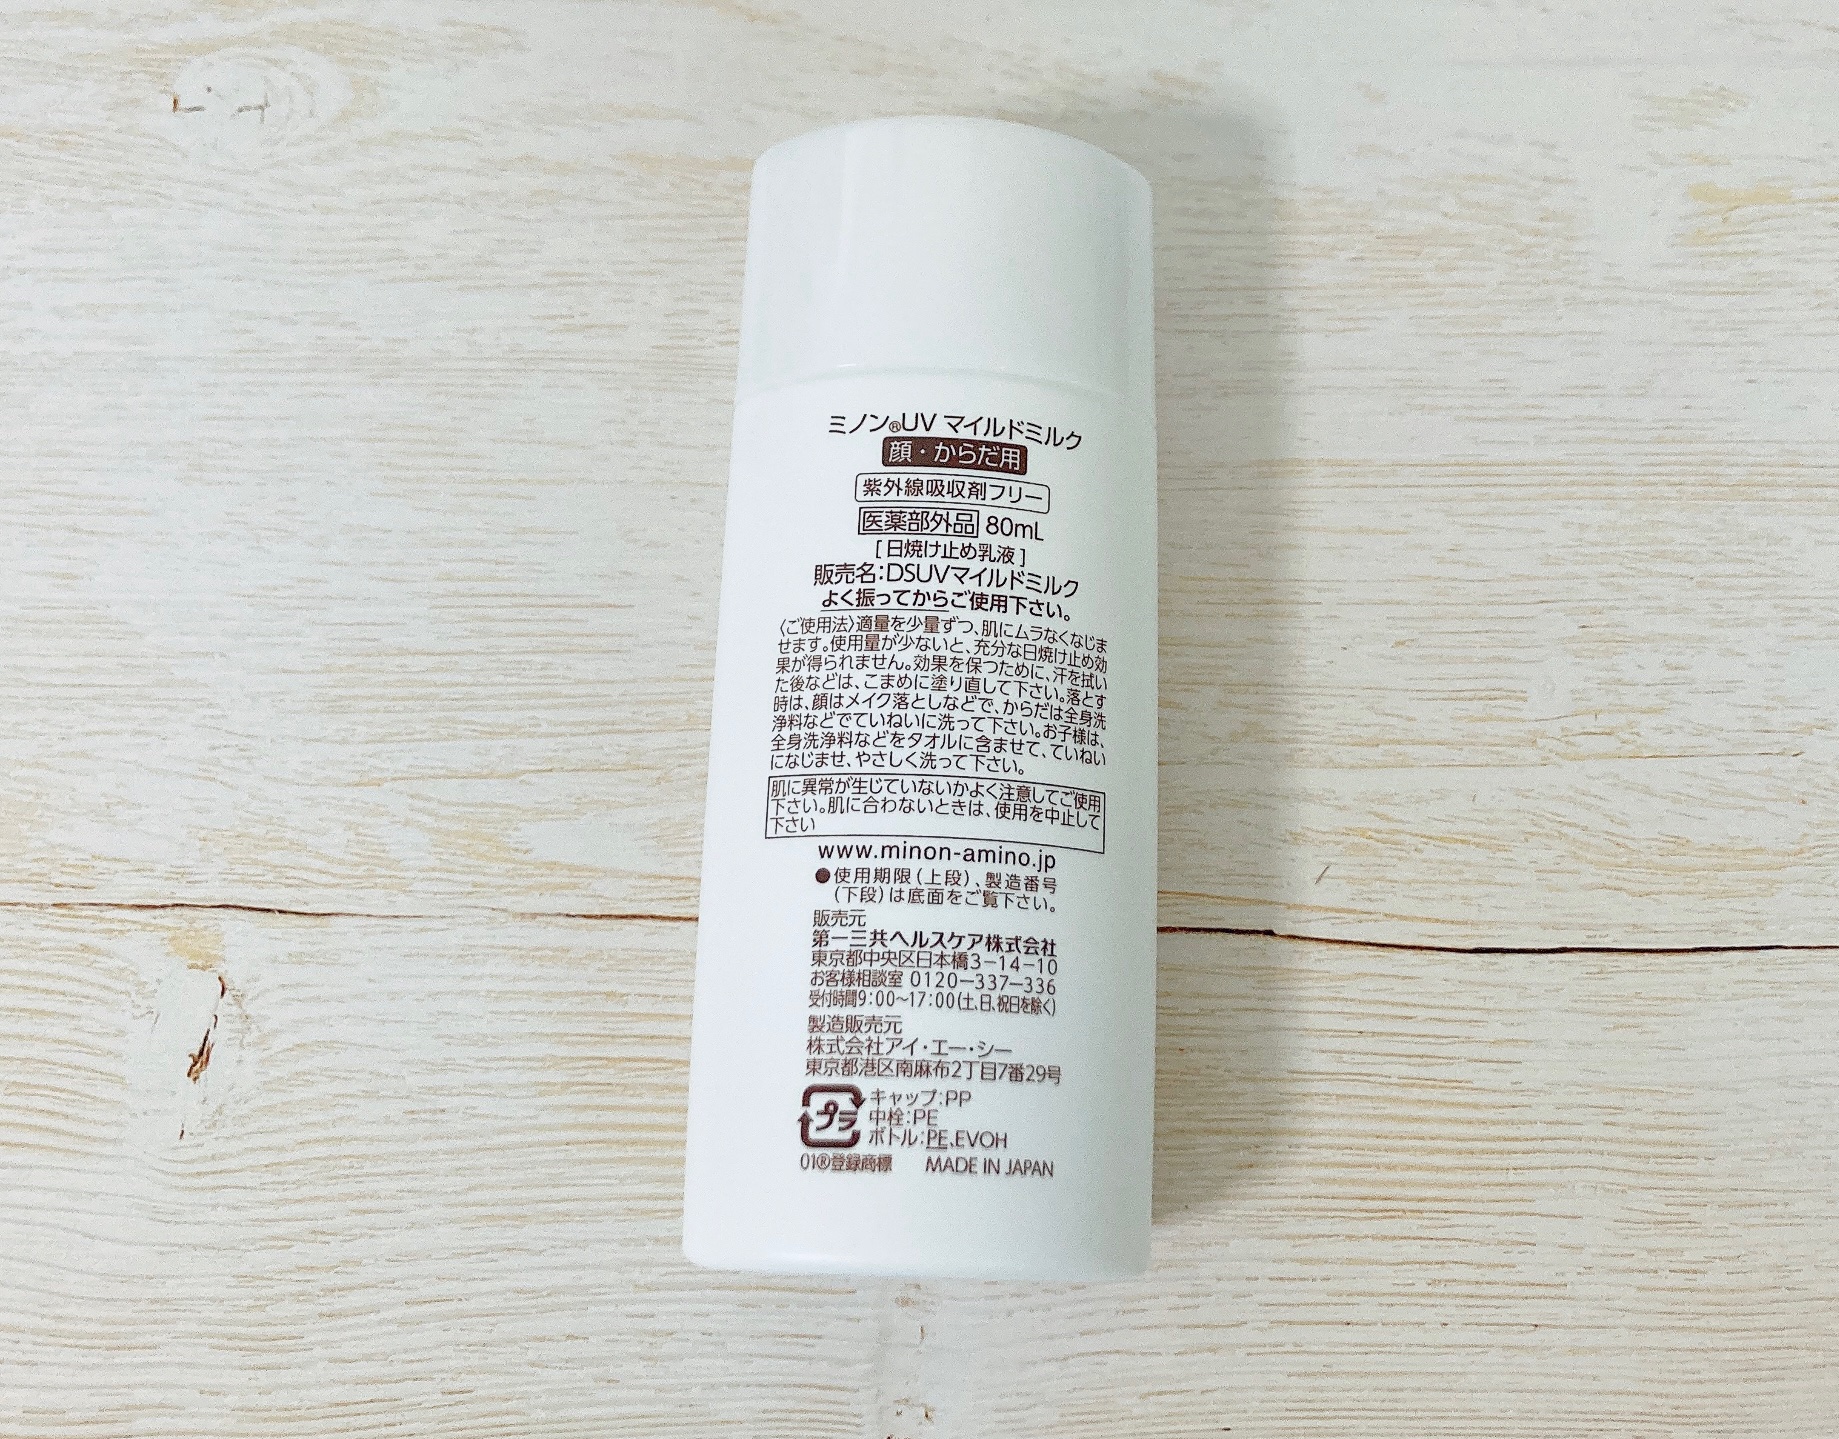 ミノン®UV マイルドミルク
顔・からだ用
紫外線吸収剤フリー
医薬部外品 80mL
[日焼け止め乳液]
販売名:DSUVマイルドミルク
よく振ってからご使用下さい。
〈ご使用法〉適量を少量ずつ、肌にムラなくなじま
せます。使用量が少ないと、充分な日焼け止め効
果が得られません。効果を保つために、汗を拭い
た後などは、こまめに塗り直して下さい。落とす
時は、顔はメイク落としなどで、からだは全身洗
浄料などでていねいに洗って下さい。お子様は、
全身洗浄料などをタオルに含ませて、ていねい
になじませ、やさしく洗って下さい。
肌に異常が生じていないかよく注意してご使用
下さい。肌に合わないときは、使用を中止して
下さい
www.minon-amino.jp
●使用期限(上段)、製造番号
(下段)は底面をご覧下さい。
販売元
第一三共ヘルスケア株式会社
東京都中央区日本橋3-14-10
お客様相談室 0120-337-336
受付時間9:00~17:00(土、日、祝日を除く)
製造販売元
株式会社アイ・エー・シー
東京都港区南麻布2丁目7番29号
プラ
キャップ:PP
中栓:PE
ボトル:PE、EVOH
01®登録商標 MADE IN JAPAN